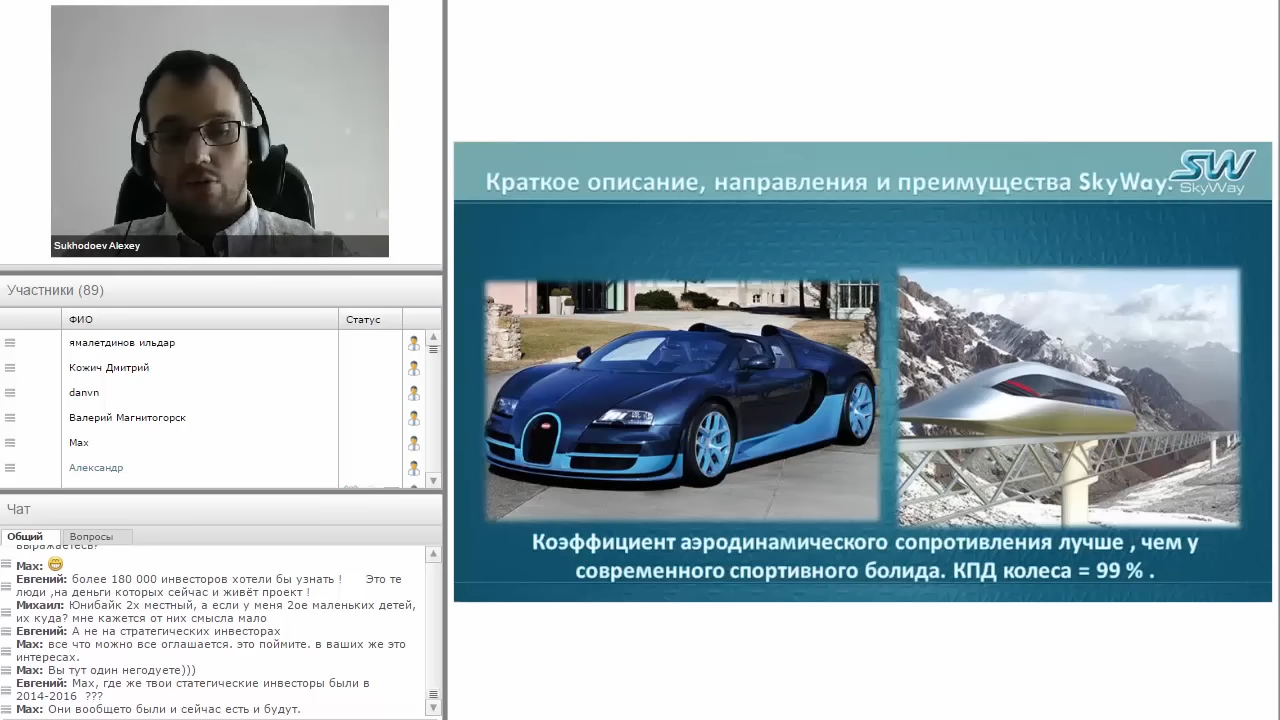 Sukhodoev Alexey
Участники (89)
ФИО
Статус
ямалетдинов ильдар
Кожич Дмитрий
danvn
Валерий Магнитогорск
Max
Александр
Чат
Общий
Вопросы
выражаетесь?
Max:
Евгений: более 180 000 инвесторов хотели бы узнать ! Это те
люди ,на деньги которых сейчас и живёт проект !
Михаил: Юнибайк 2х местный, а если у меня 2ое маленьких детей,
их куда? мне кажется от них смысла мало
Евгений: А не на стратегических инвесторах
Max: все что можно все оглашается. это поймите. в ваших же это
интересах.
Max: Вы тут один негодуете)))
Евгений: Max, где же твои статегические инвесторы были в
2014-2016 ???
Max: Они вообщето были и сейчас есть и будут.
Краткое описание, направления и преимущества SkyWay.
SW
SkyWay
Коэффициент аэродинамического сопротивления лучше , чем у
современного спортивного болида. КПД колеса = 99 % .